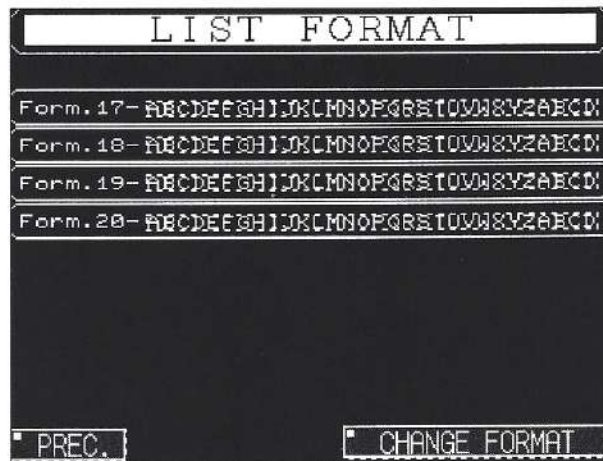 LIST FORMAT
Form.17-ABCDEFGHIJKLMNOPQRSTUVWXYZABCD
Form.18-ABCDEFGHIJKLMNOPQRSTUVWXYZABCD
Form.19-ABCDEFGHIJKLMNOPQRSTUVWXYZABCD
Form.20-ABCDEFGHIJKLMNOPQRSTUVWXYZABCD
PREC. CHANGE FORMAT